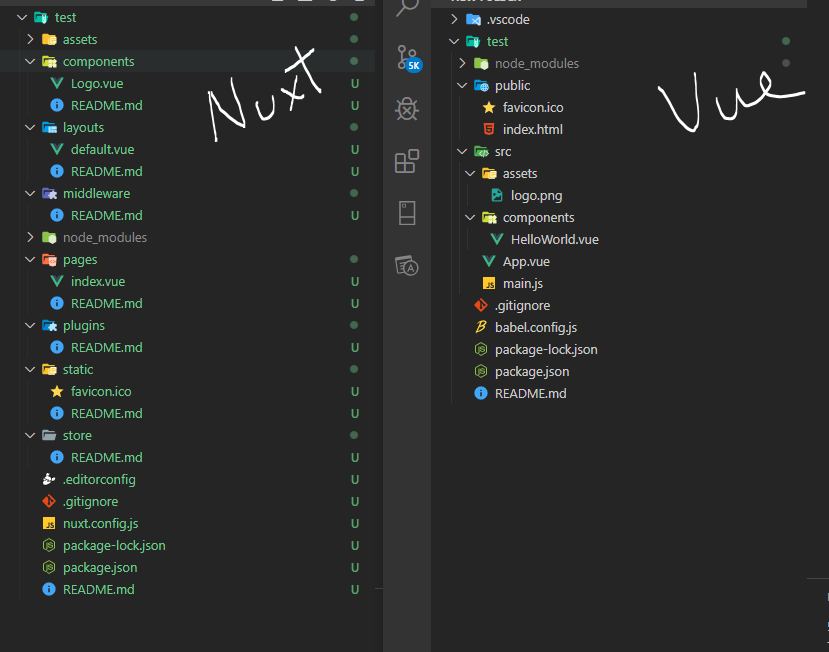 test
assets
components
Logo.vue U
README.md U
layouts
default.vue U
README.md U
middleware
README.md U
node_modules
pages
index.vue U
README.md U
plugins
README.md U
static
favicon.ico U
README.md U
store
README.md U
.editorconfig U
.gitignore U
nuxt.config.js U
package-lock.json U
package.json U
README.md U
Nuxt
5K
.vscode
test
node_modules
public
favicon.ico
index.html
src
assets
logo.png
components
HelloWorld.vue
App.vue
JS main.js
.gitignore
babel.config.js
package-lock.json
package.json
README.md
Vue